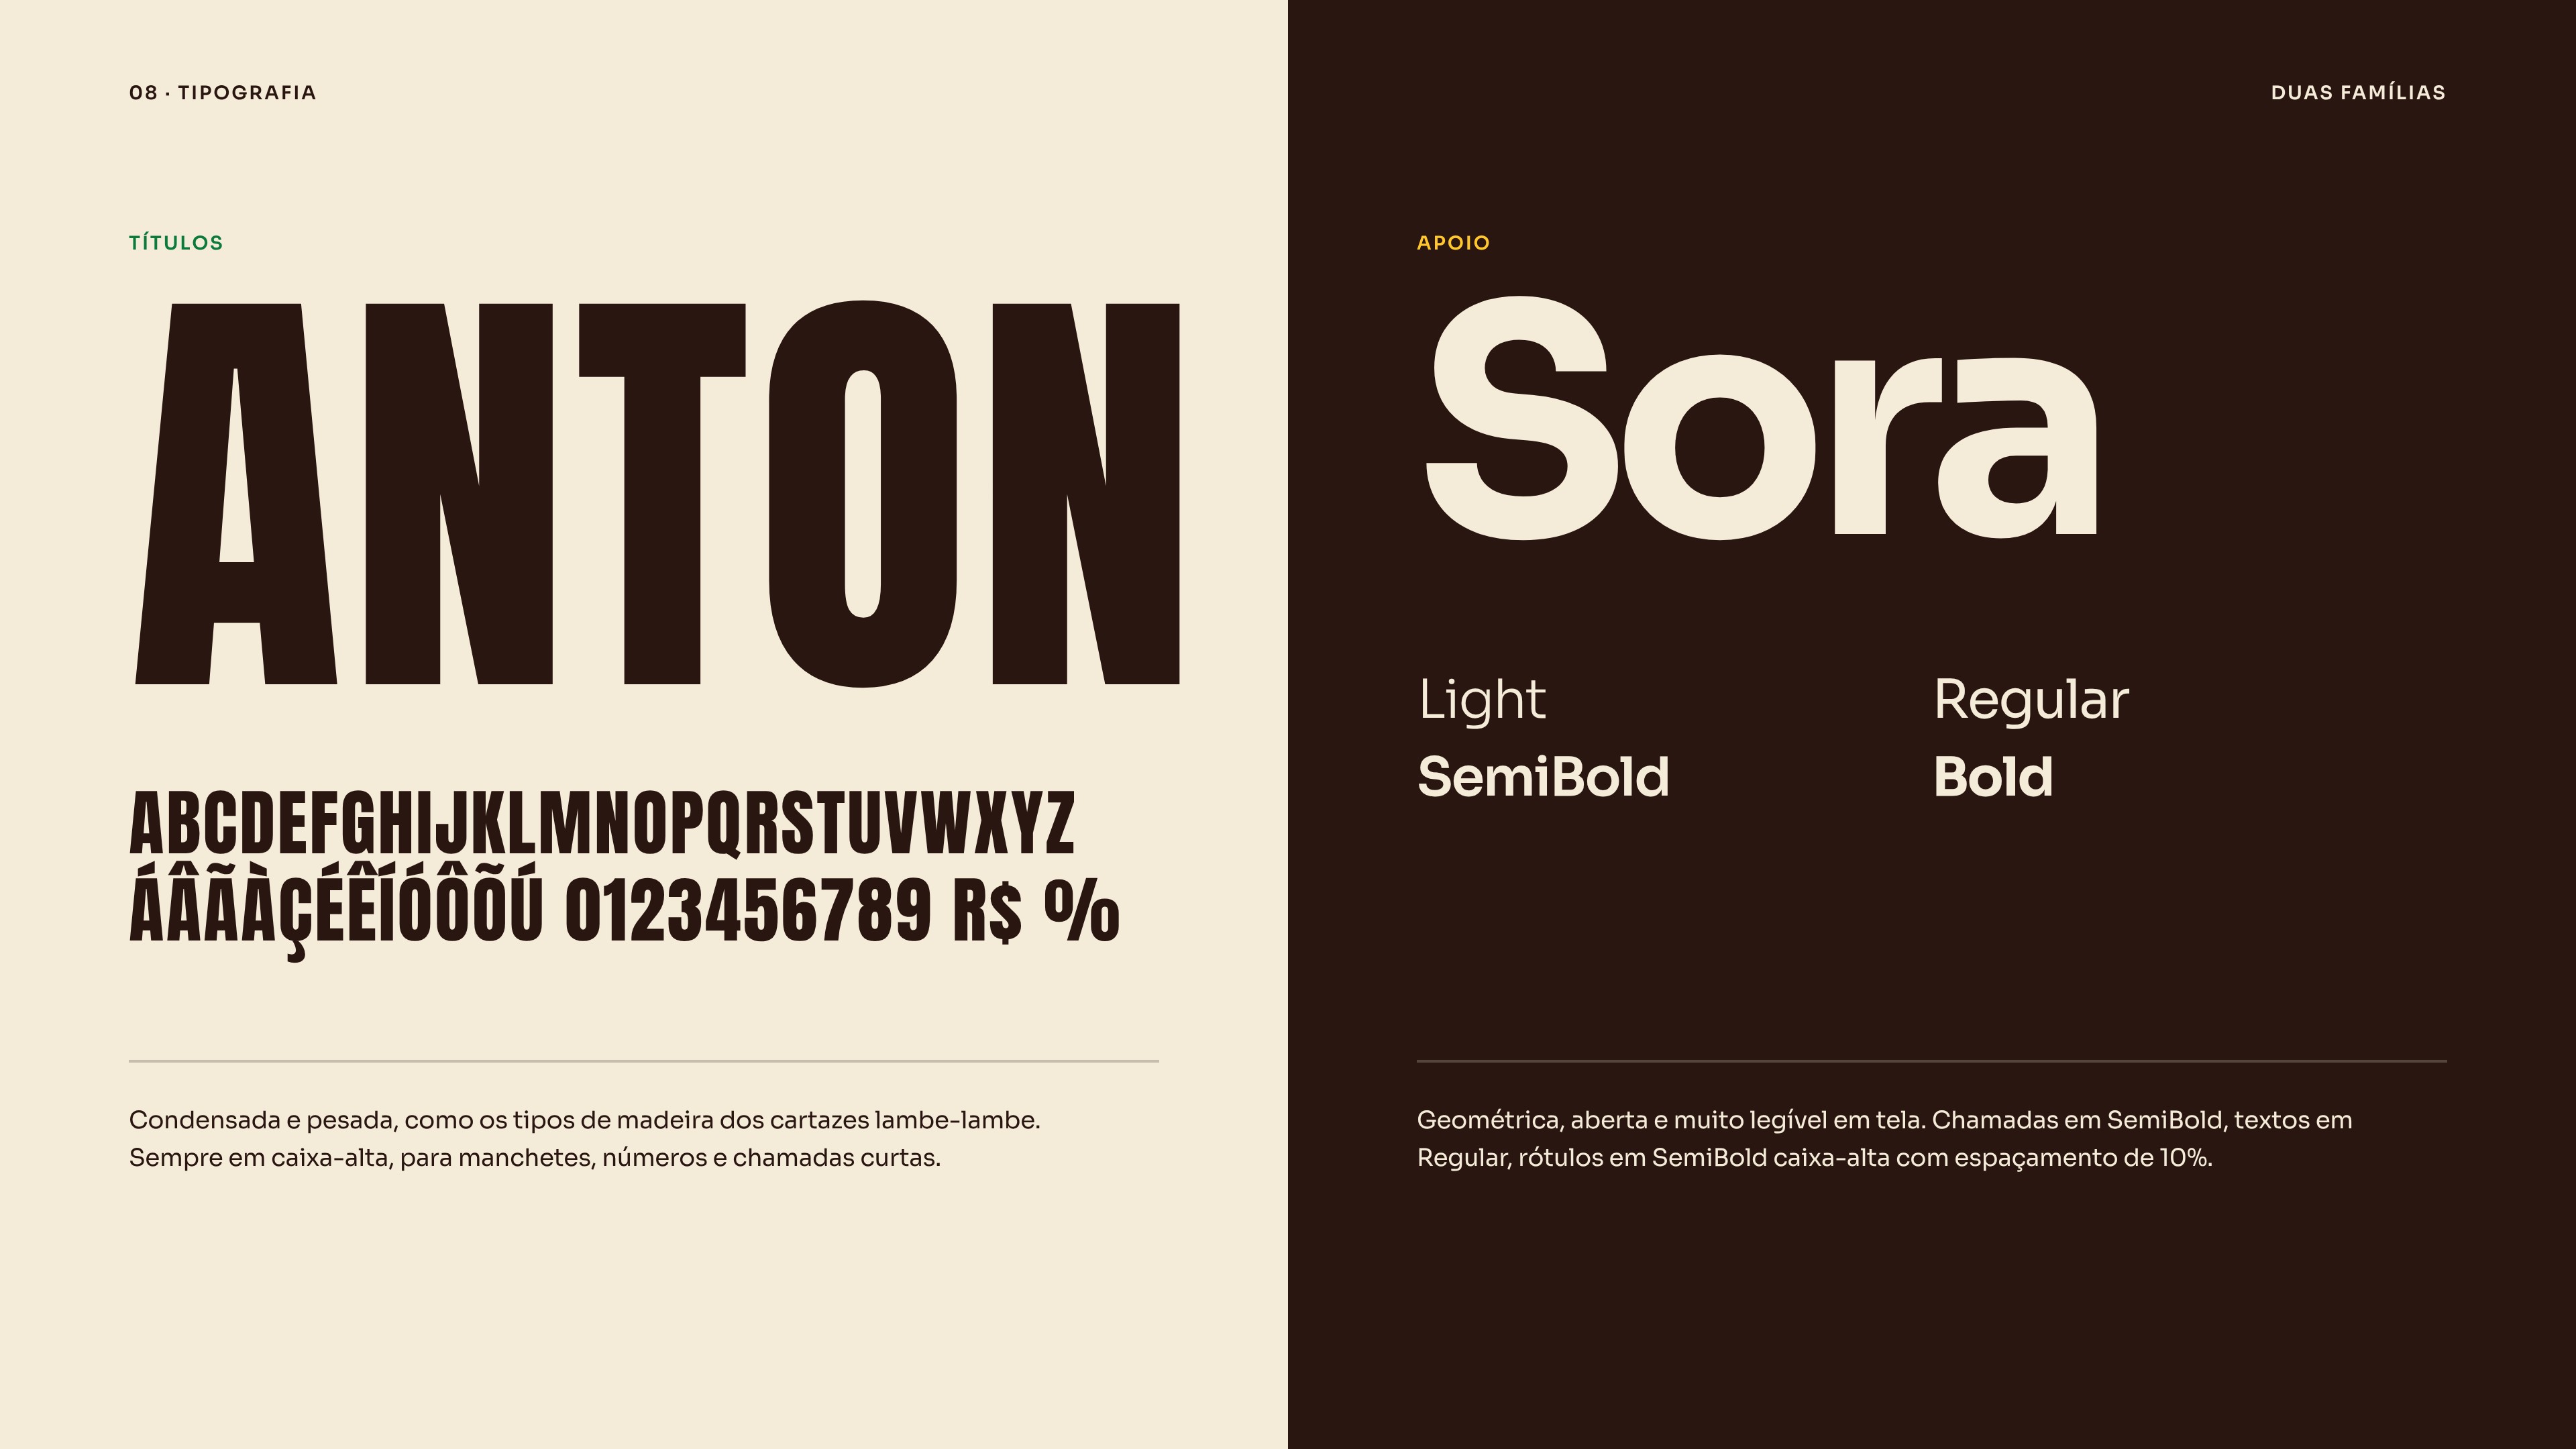 08 · TIPOGRAFIA
DUAS FAMÍLIAS
TÍTULOS
ANTON
ABCDEFGHIJKLMNOPQRSTUVWXYZ
ÁÂÃÀÇÉÊÍÓÔÕÚ 0123456789 R$ %
Condensada e pesada, como os tipos de madeira dos cartazes lambe-lambe.
Sempre em caixa-alta, para manchetes, números e chamadas curtas.
APOIO
Sora
Light
Regular
SemiBold
Bold
Geométrica, aberta e muito legível em tela. Chamadas em SemiBold, textos em
Regular, rótulos em SemiBold caixa-alta com espaçamento de 10%.